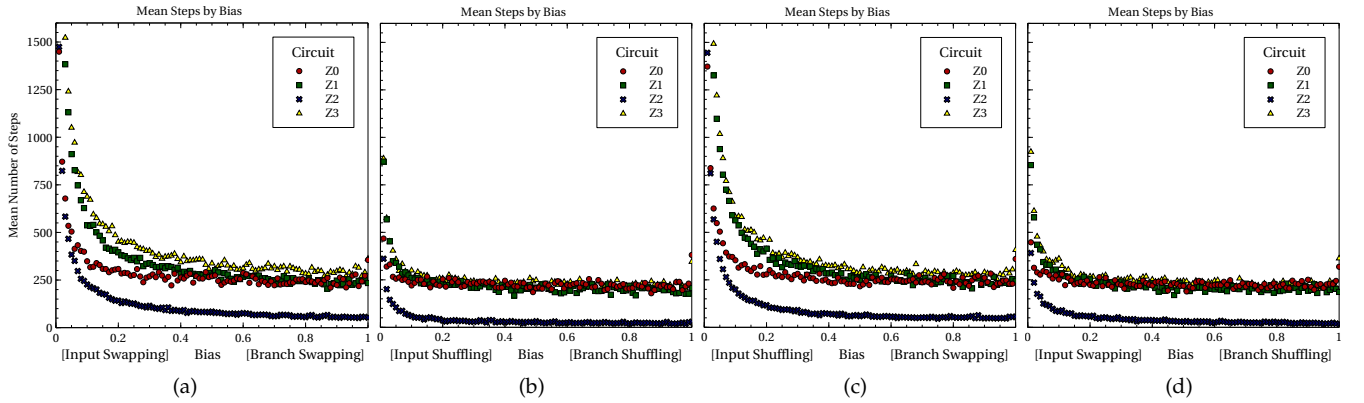 Mean Steps by Bias
Mean Number of Steps
1500
1250
1000
750
500
250
0
Circuit
Z0
Z1
Z2
Z3
0 0.2 0.4 0.6 0.8 1
[Input Swapping] Bias [Branch Swapping]
(a)
Mean Steps by Bias
Circuit
Z0
Z1
Z2
Z3
0 0.2 0.4 0.6 0.8 1
[Input Shuffling] Bias [Branch Shuffling]
(b)
Mean Steps by Bias
Circuit
Z0
Z1
Z2
Z3
0 0.2 0.4 0.6 0.8 1
[Input Shuffling] Bias [Branch Swapping]
(c)
Mean Steps by Bias
Circuit
Z0
Z1
Z2
Z3
0 0.2 0.4 0.6 0.8 1
[Input Swapping] Bias [Branch Shuffling]
(d)